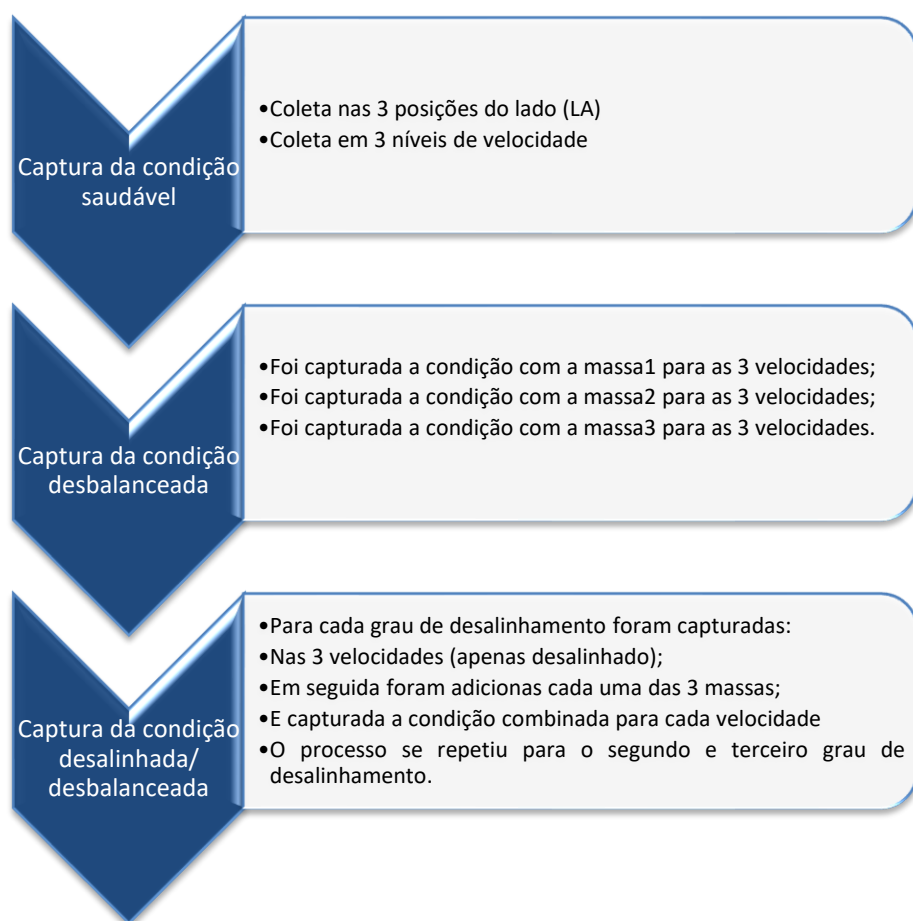 Captura da condição
saudável
•Coleta nas 3 posições do lado (LA)
•Coleta em 3 níveis de velocidade
Captura da condição
desbalanceada
•Foi capturada a condição com a massa1 para as 3 velocidades;
•Foi capturada a condição com a massa2 para as 3 velocidades;
•Foi capturada a condição com a massa3 para as 3 velocidades.
Captura da condição
desalinhada/
desbalanceada
•Para cada grau de desalinhamento foram capturadas:
•Nas 3 velocidades (apenas desalinhado);
•Em seguida foram adicionas cada uma das 3 massas;
•E capturada a condição combinada para cada velocidade
•O processo se repetiu para o segundo e terceiro grau de
desalinhamento.